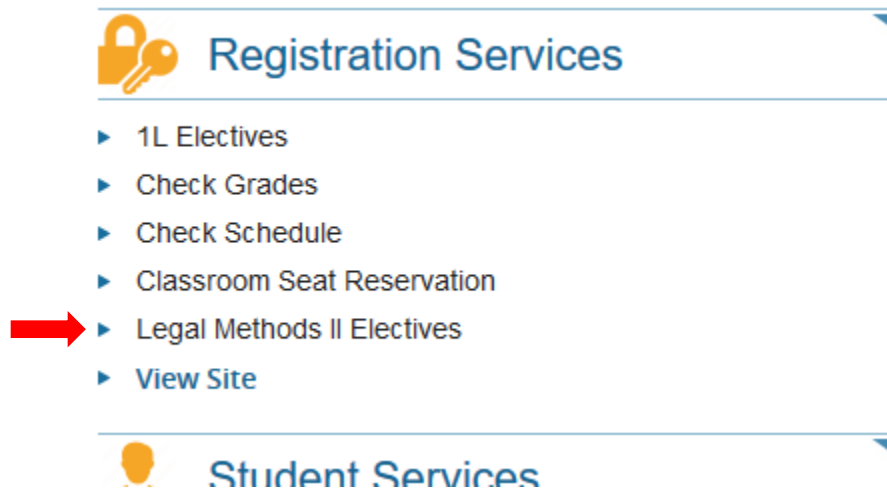 Registration Services
1L Electives
Check Grades
Check Schedule
Classroom Seat Reservation
Legal Methods II Electives
View Site
Student Services